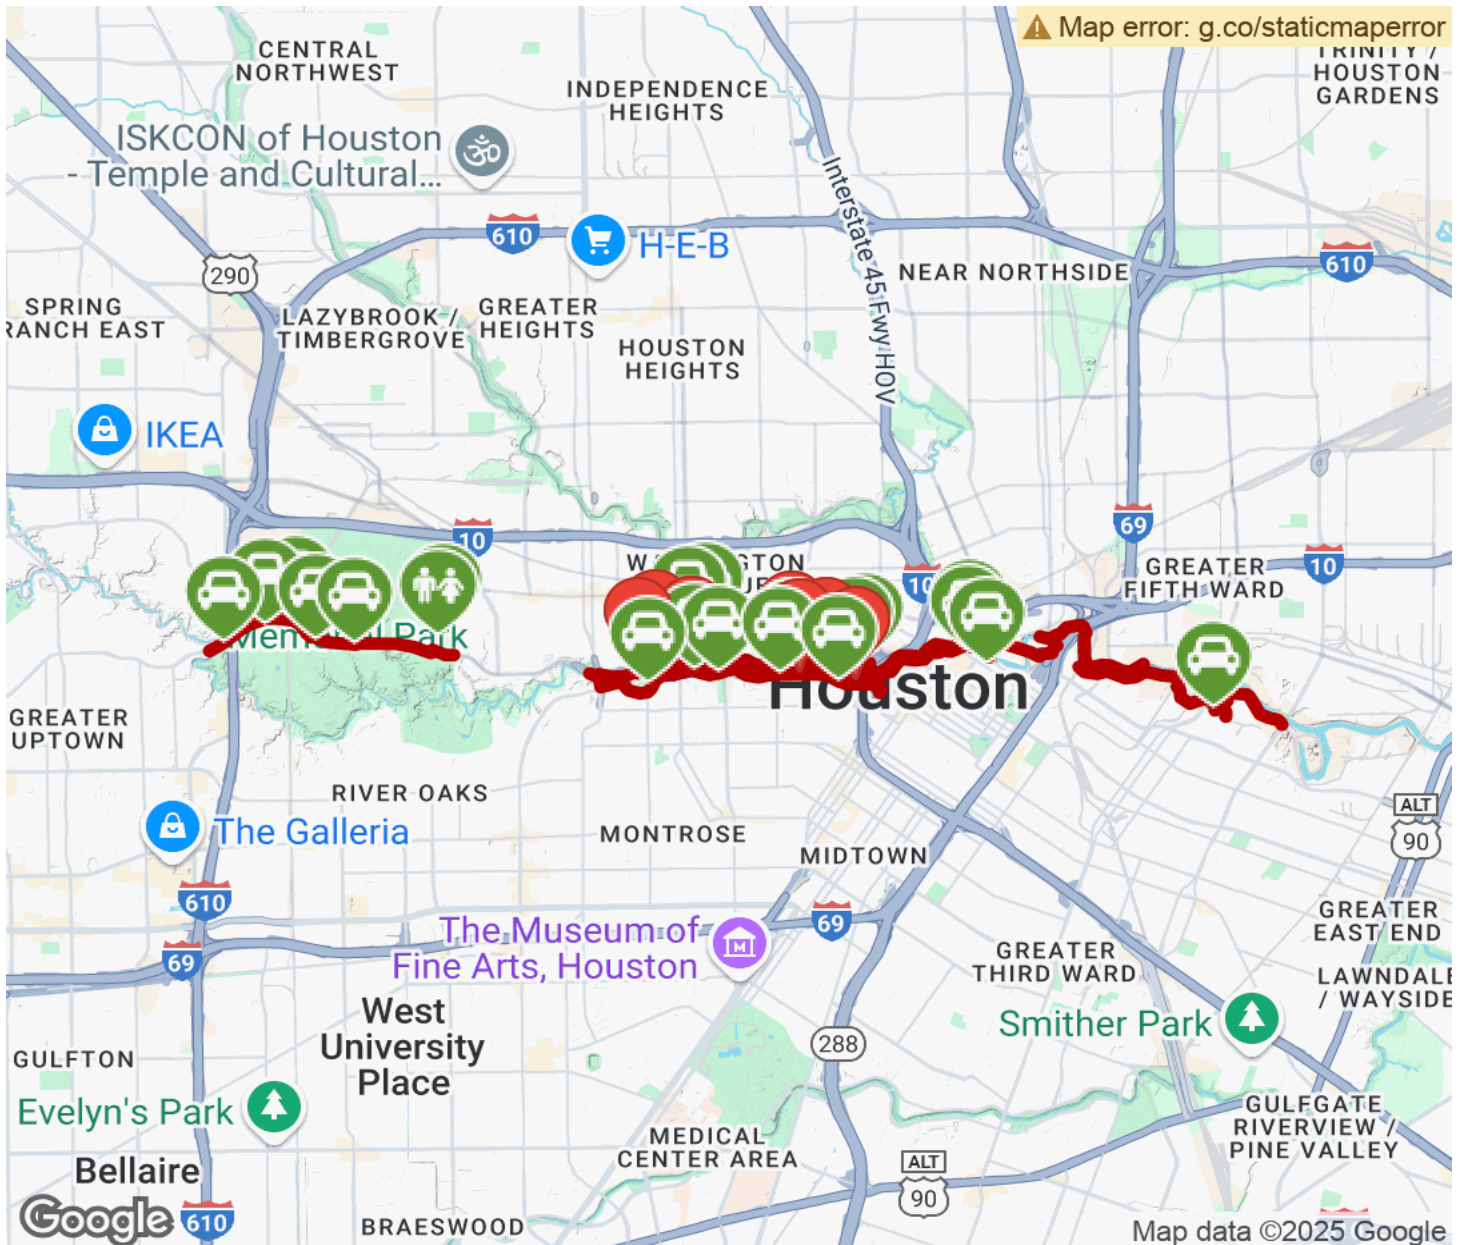 Map error: g.co/staticmaperror
CENTRAL
NORTHWEST
TRINITY /
HOUSTON
GARDENS
INDEPENDENCE
HEIGHTS
ISKCON of Houston
- Temple and Cultural...
Interstate 45 Fwy HOV
610
H-E-B
290
NEAR NORTHSIDE
610
SPRING
RANCH EAST
LAZYBROOK /
TIMBERGROVE
GREATER
HEIGHTS
HOUSTON
HEIGHTS
IKEA
69
10
10
10
GREATER
FIFTH WARD
Park
Houston
GREATER
UPTOWN
RIVER OAKS
The Galleria
MONTROSE
MIDTOWN
ALT
90
610
69
69
The Museum of
Fine Arts, Houston
GREATER
THIRD WARD
GREATER
EAST END
LAWNDALE
/ WAYSIDE
West
University
Place
Smither Park
288
GULFTON
Evelyn's Park
GULFGATE
RIVERVIEW /
PINE VALLEY
MEDICAL
CENTER AREA
Bellaire
ALT
90
Google
610
BRAESWOOD
Map data ©2025 Google